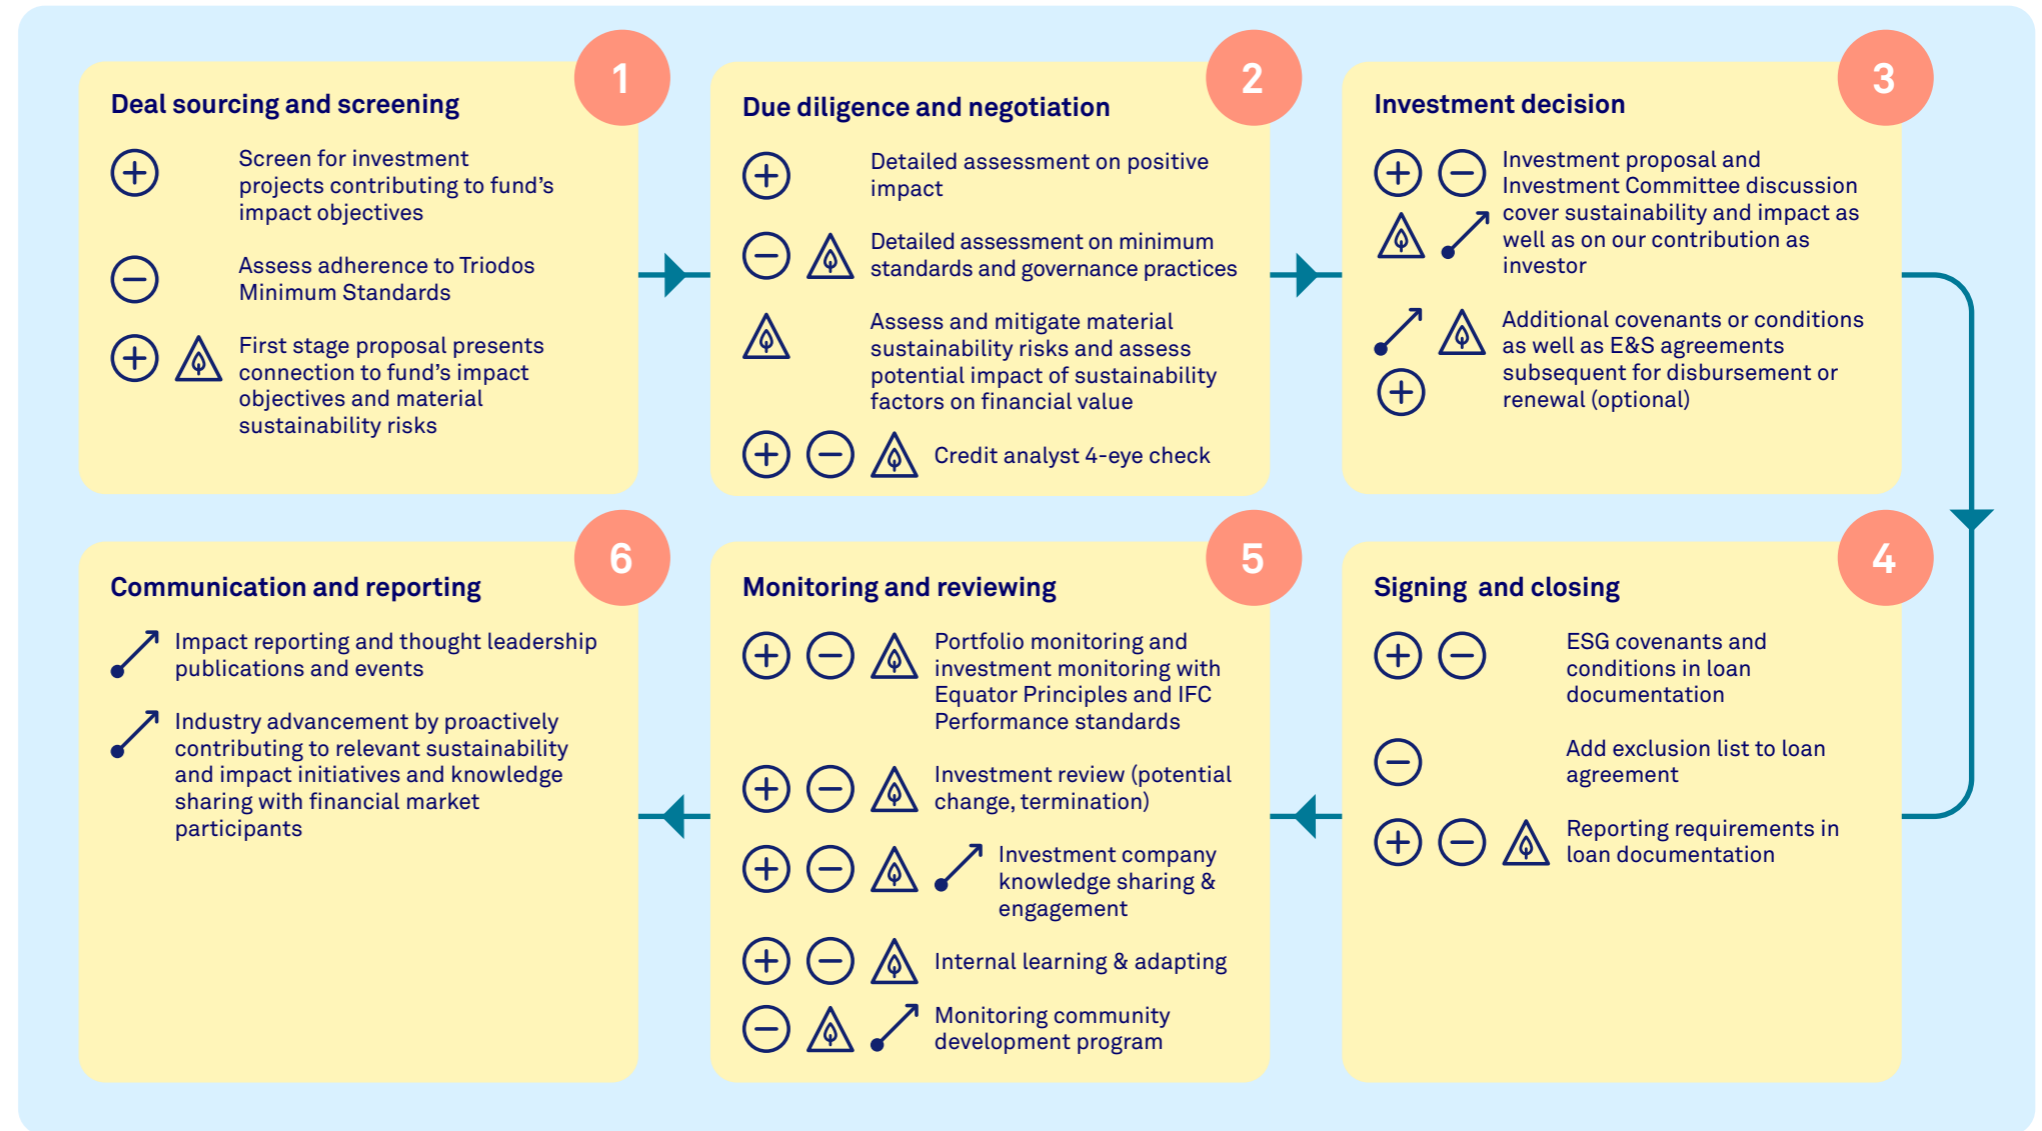 1
Deal sourcing and screening
Screen for investment
projects contributing to fund's
impact objectives
Assess adherence to Triodos
Minimum Standards
First stage proposal presents
connection to fund's impact
objectives and material
sustainability risks
2
Due diligence and negotiation
Detailed assessment on positive
impact
Detailed assessment on minimum
standards and governance practices
Assess and mitigate material
sustainability risks and assess
potential impact of sustainability
factors on financial value
Credit analyst 4-eye check
3
Investment decision
Investment proposal and
Investment Committee discussion
cover sustainability and impact as
well as on our contribution as
investor
Additional covenants or conditions
as well as E&S agreements
subsequent for disbursement or
renewal (optional)
4
Signing and closing
ESG covenants and
conditions in loan
documentation
Add exclusion list to loan
agreement
Reporting requirements in
loan documentation
5
Monitoring and reviewing
Portfolio monitoring and
investment monitoring with
Equator Principles and IFC
Performance standards
Investment review (potential
change, termination)
Investment company
knowledge sharing &
engagement
Internal learning & adapting
Monitoring community
development program
6
Communication and reporting
Impact reporting and thought leadership
publications and events
Industry advancement by proactively
contributing to relevant sustainability
and impact initiatives and knowledge
sharing with financial market
participants